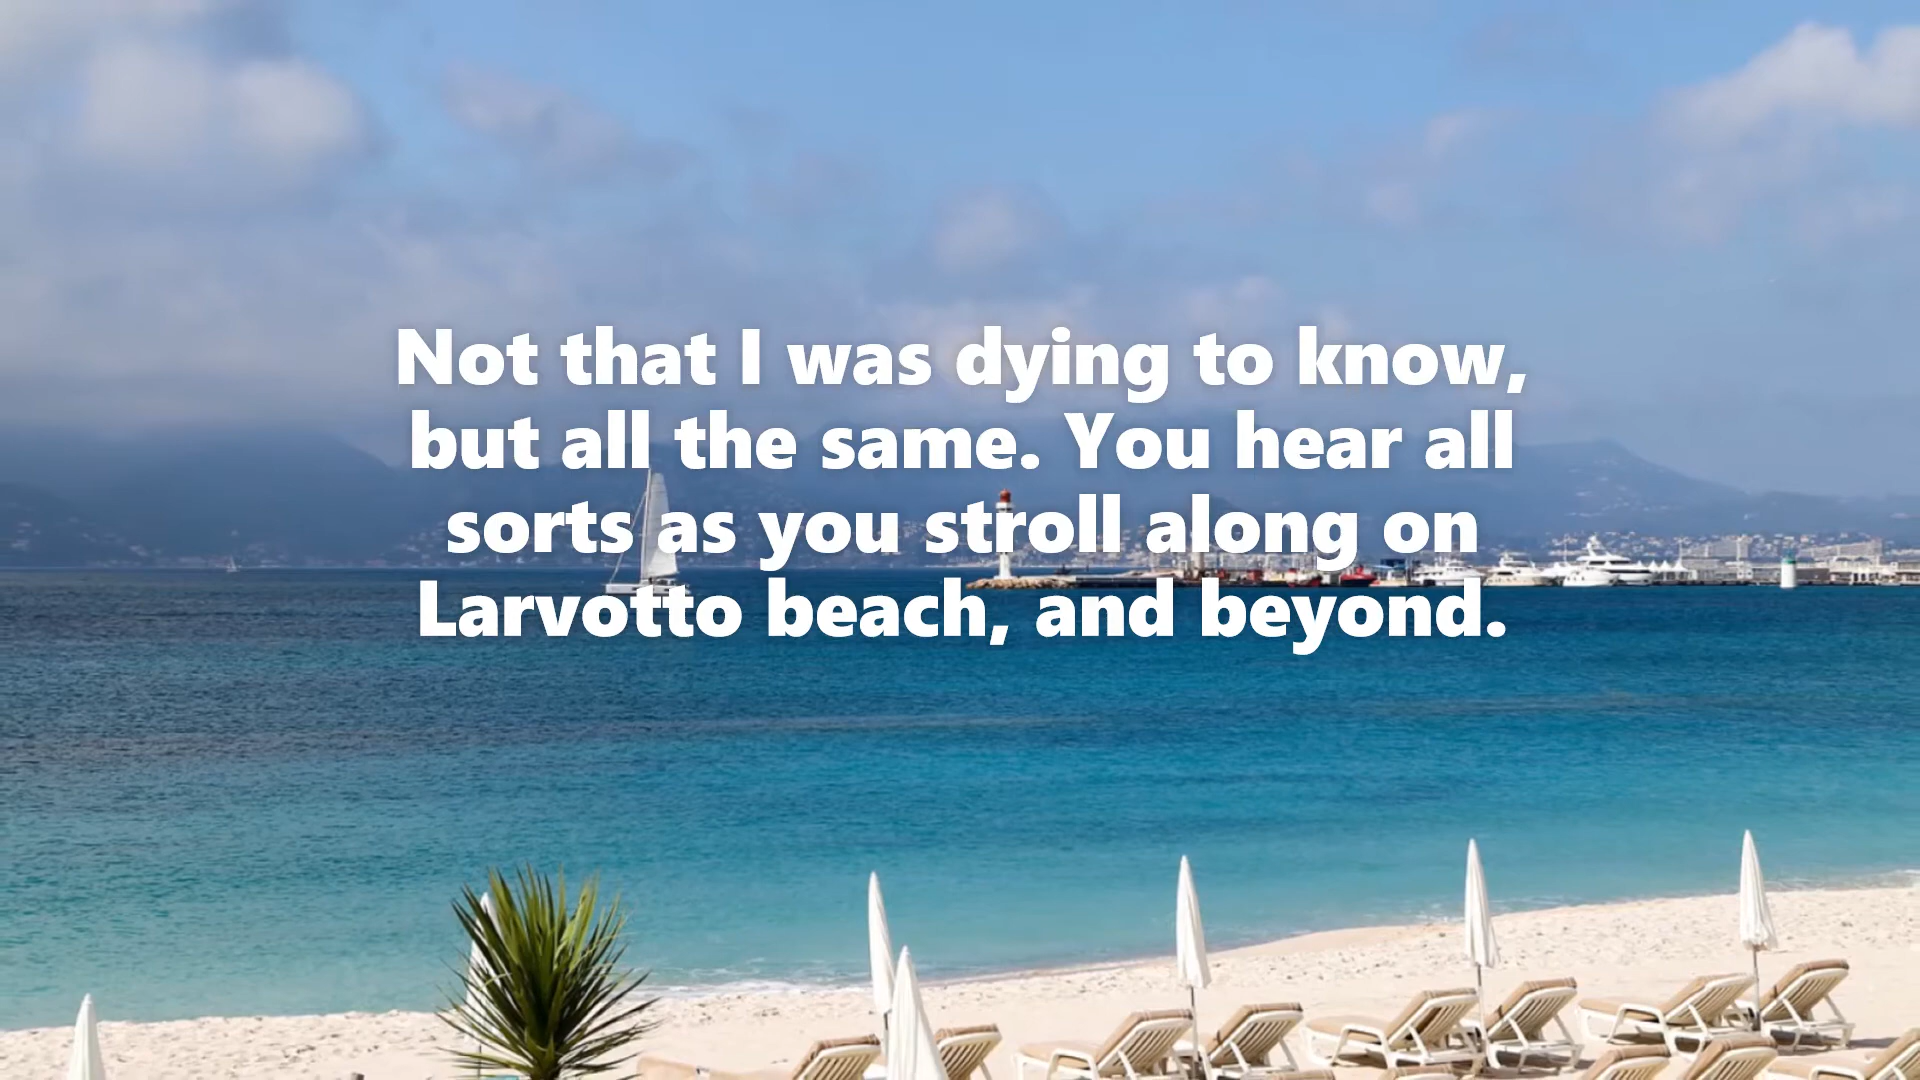 Not that I was dying to know,
but all the same. You hear all
sorts as you stroll along on
Larvotto beach, and beyond.